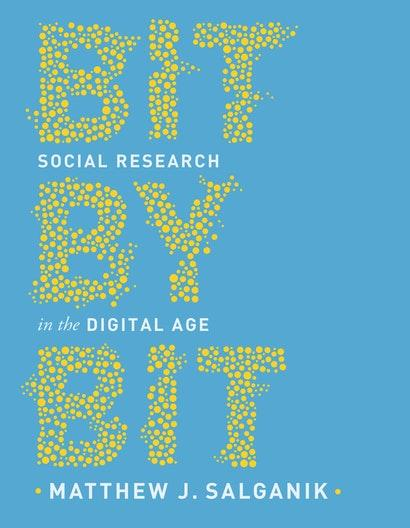 BIT
SOCIAL RESEARCH
BY
in the DIGITAL AGE
BIT
• MATTHEW J. SALGANIK •